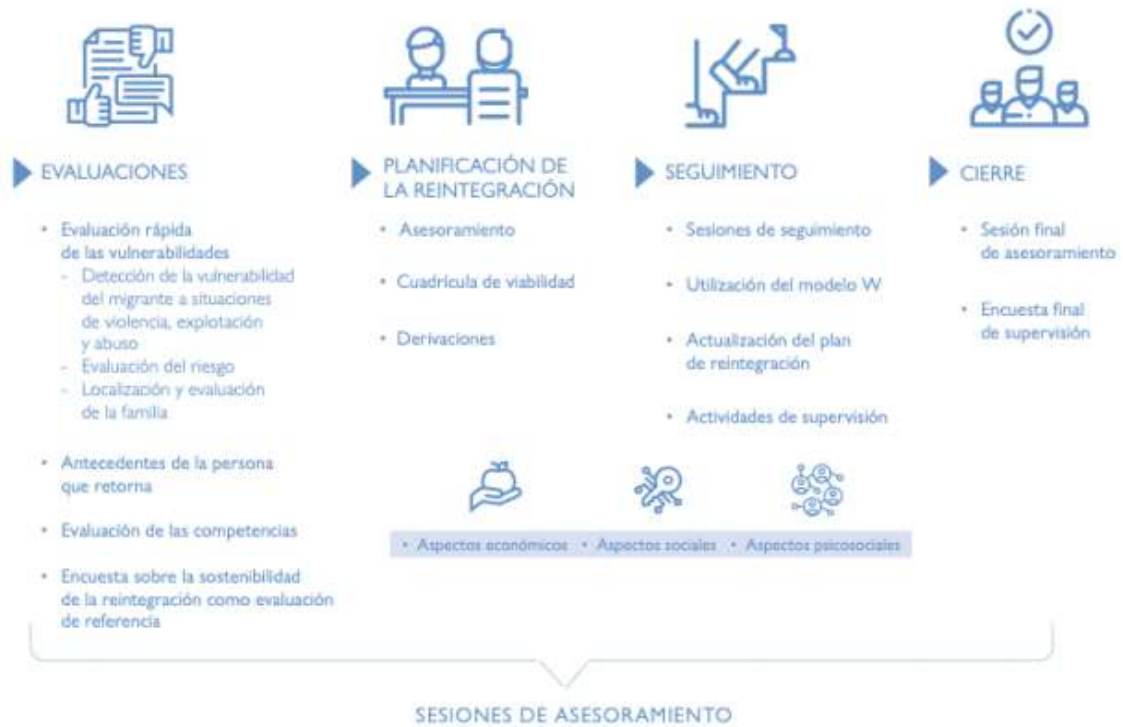 EVALUACIONES
• Evaluación rápida
de las vulnerabilidades
- Detección de la vulnerabilidad
del migrante a situaciones
de violencia, explotación
y abuso
- Evaluación del riesgo
- Localización y evaluación
de la familia
• Antecedentes de la persona
que retorna
• Evaluación de las competencias
• Encuesta sobre la sostenibilidad
de la reintegración como evaluación
de referencia
PLANIFICACIÓN DE
LA REINTEGRACIÓN
• Asesoramiento
• Cuadrícula de viabilidad
• Derivaciones
SEGUIMIENTO
• Sesiones de seguimiento
• Utilización del modelo W
• Actualización del plan
de reintegración
• Actividades de supervisión
CIERRE
• Sesión final
de asesoramiento
• Encuesta final
de supervisión
• Aspectos económicos • Aspectos sociales • Aspectos psicosociales
SESIONES DE ASESORAMIENTO